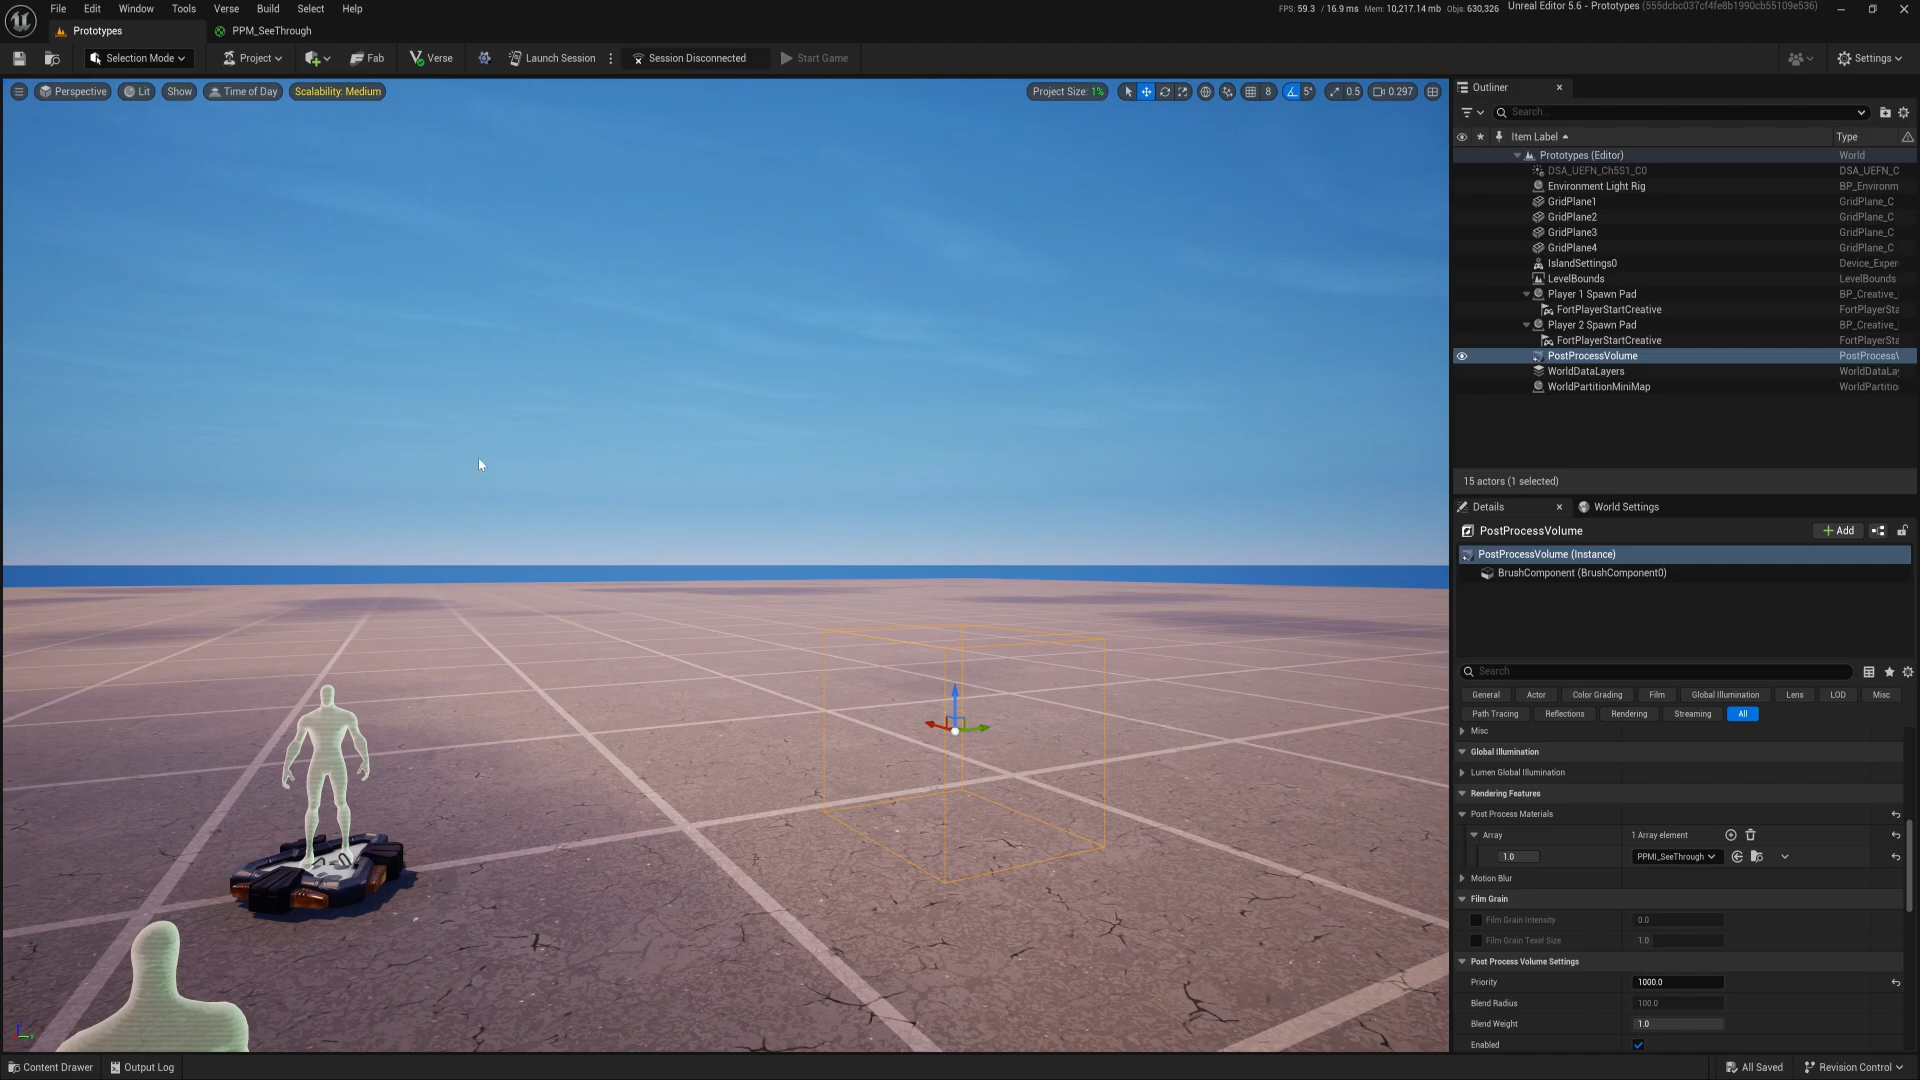 File Edit Window Tools Verse Build Select Help
FPS: 59.3 / 16.9 ms Mem: 10,217.14 mb Objs: 630,326 Unreal Editor 5.6 - Prototypes (555dcbc037cf4fe8b1990cb55109e536)
Prototypes PPM_SeeThrough
Selection Mode Project Fab Verse Launch Session Session Disconnected Start Game Settings
Perspective Lit Show Time of Day Scalability: Medium Project Size: 1% 8 5° 0.5 0.297
Outliner
Search...
Item Label Type
Prototypes (Editor) World
DSA_UEFN_Ch5S1_C0 DSA_UEFN_C
Environment Light Rig BP_Environm
GridPlane1 GridPlane_C
GridPlane2 GridPlane_C
GridPlane3 GridPlane_C
GridPlane4 GridPlane_C
IslandSettings0 Device_Exper
LevelBounds LevelBounds
Player 1 Spawn Pad BP_Creative_
FortPlayerStartCreative FortPlayerSta
Player 2 Spawn Pad BP_Creative_
FortPlayerStartCreative FortPlayerSta
PostProcessVolume PostProcessV
WorldDataLayers WorldDataLa
WorldPartitionMiniMap WorldPartitio
15 actors (1 selected)
Details World Settings
PostProcessVolume Add
PostProcessVolume (Instance)
BrushComponent (BrushComponent0)
Search
General Actor Color Grading Film Global Illumination Lens LOD Misc
Path Tracing Reflections Rendering Streaming All
Misc
Global Illumination
Lumen Global Illumination
Rendering Features
Post Process Materials
Array 1 Array element
1.0 PPMI_SeeThrough
Motion Blur
Film Grain
Film Grain Intensity 0.0
Film Grain Texel Size 1.0
Post Process Volume Settings
Priority 1000.0
Blend Radius 100.0
Blend Weight 1.0
Enabled
Content Drawer Output Log All Saved Revision Control